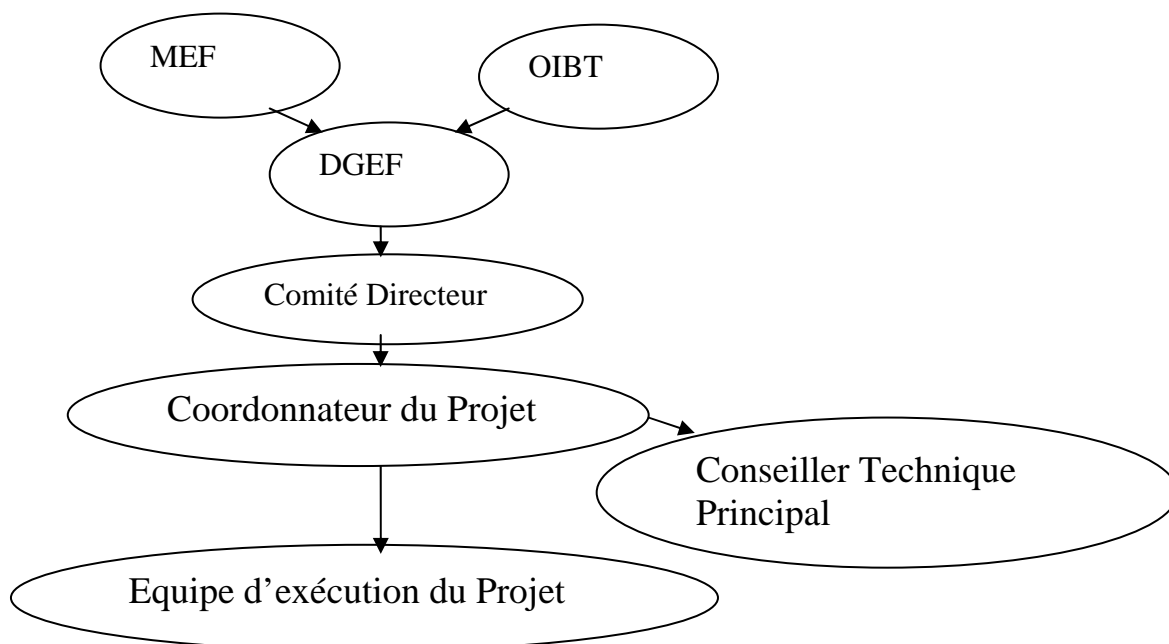 MEF
OIBT
DGEF
Comité Directeur
Coordonnateur du Projet
Conseiller Technique
Principal
Equipe d’exécution du Projet